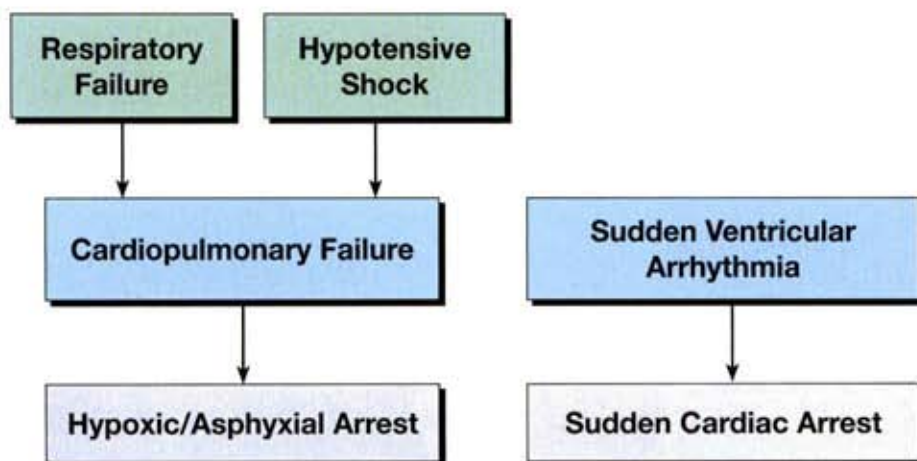 Respiratory
Failure
Hypotensive
Shock
Cardiopulmonary Failure
Sudden Ventricular
Arrhythmia
Hypoxic/Asphyxial Arrest
Sudden Cardiac Arrest